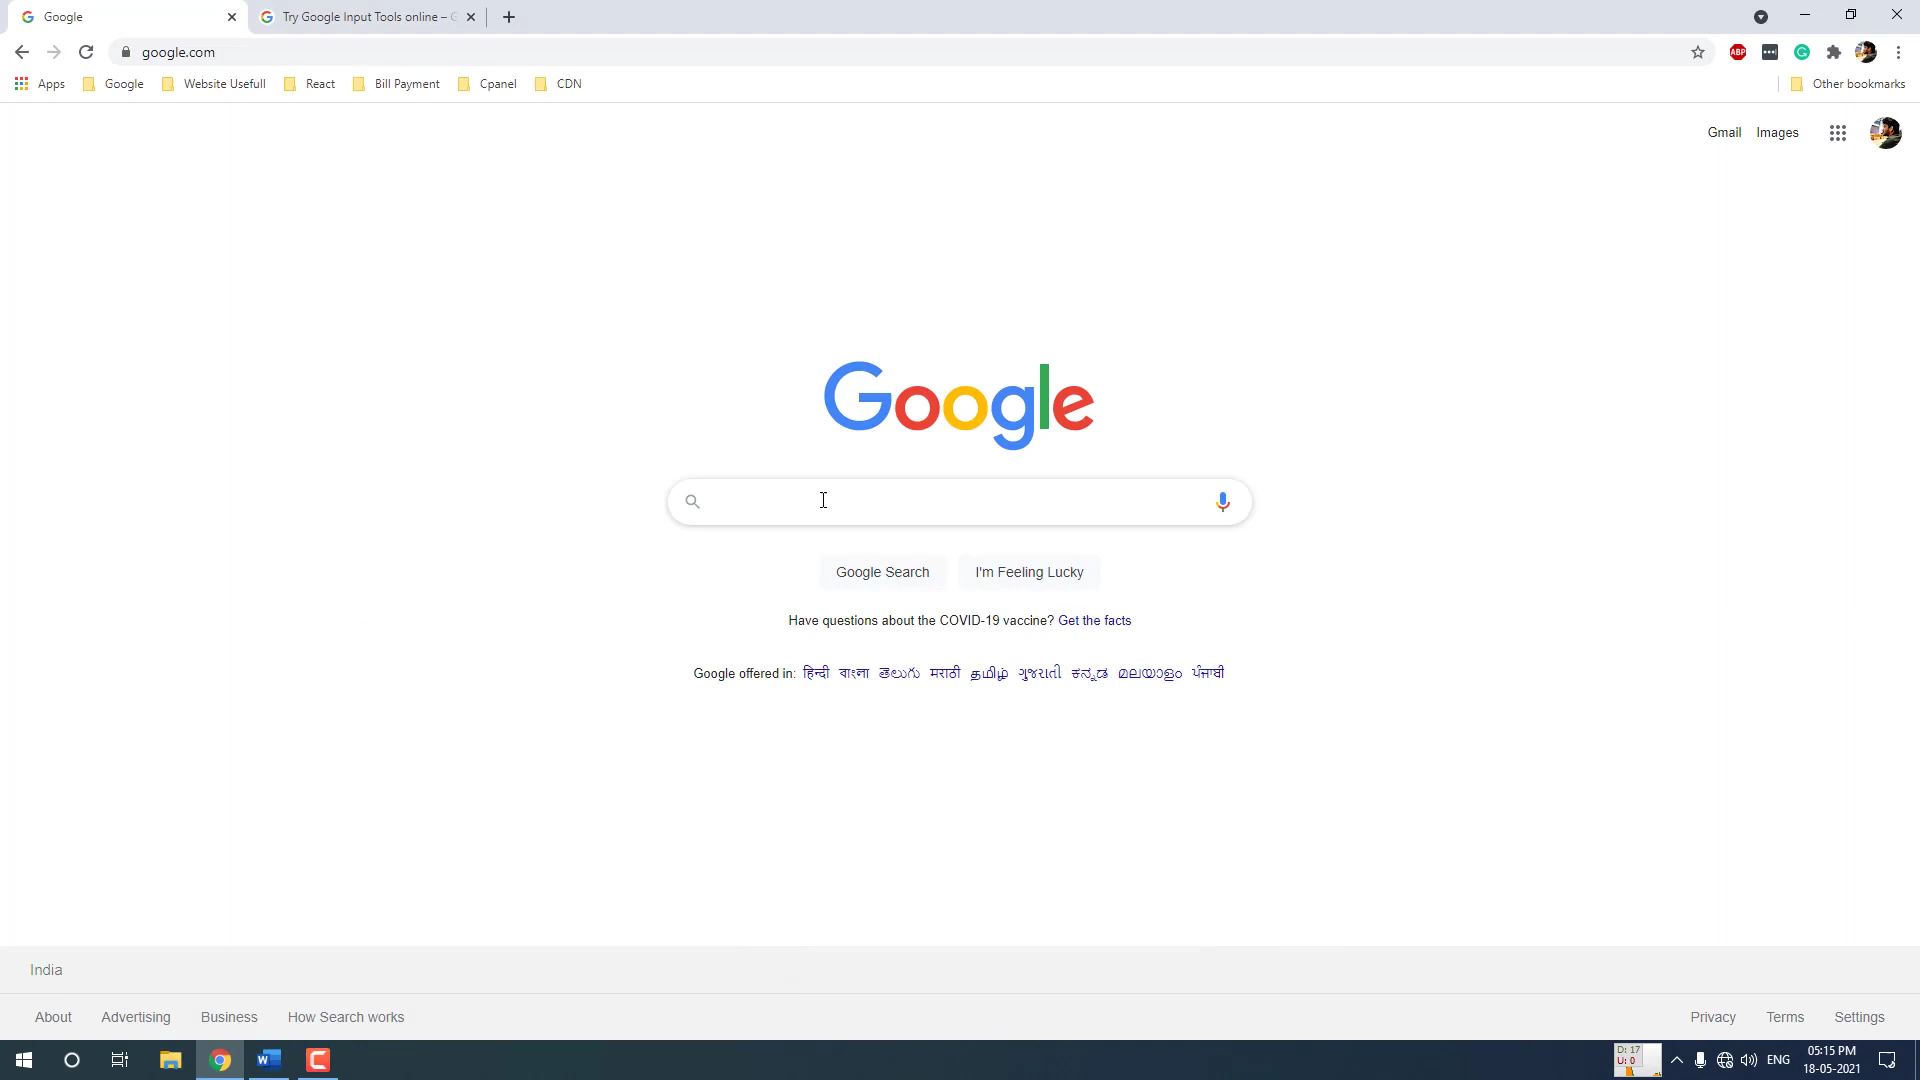 Google
Try Google Input Tools online –
google.com
Apps Google Website Usefull React Bill Payment Cpanel CDN Other bookmarks
ABP
Gmail Images
Google
Google Search I'm Feeling Lucky
Have questions about the COVID-19 vaccine? Get the facts
Google offered in: हिन्दी বাংলা తెలుగు मराठी தமிழ் ગુજરાતી ಕನ್ನಡ മലയാളം ਪੰਜਾਬੀ
India
About Advertising Business How Search works Privacy Terms Settings
D: 17
U: 0
ENG
05:15 PM
18-05-2021